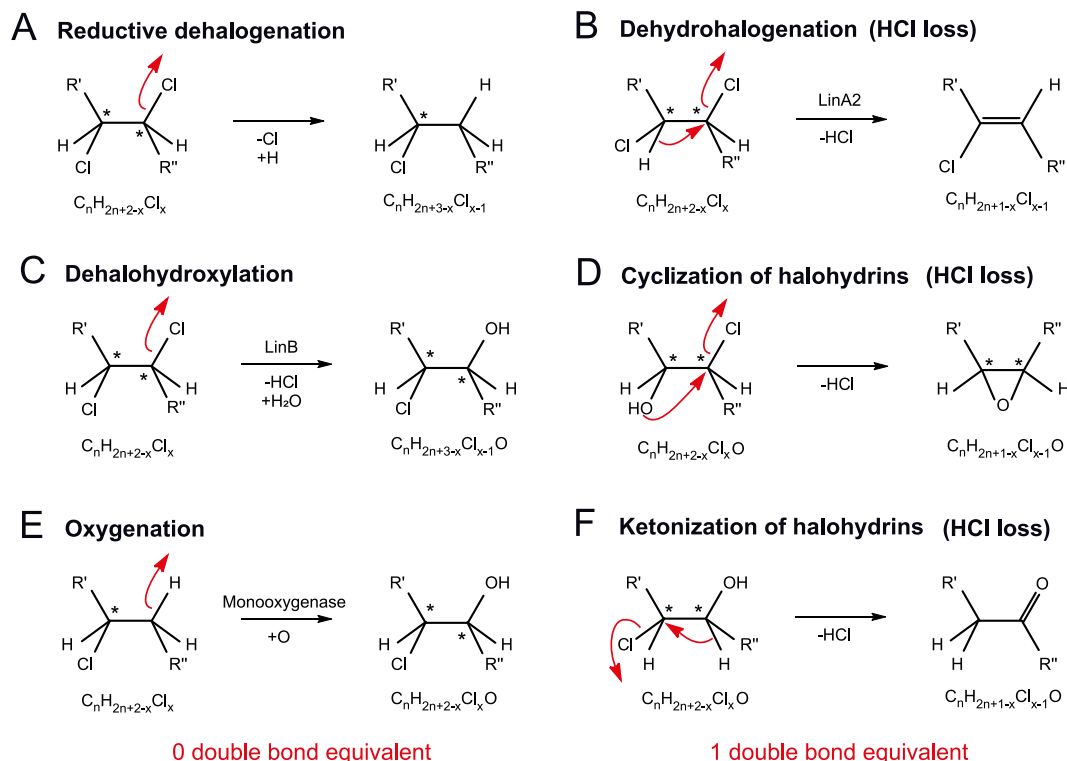 A Reductive dehalogenation
R' Cl H H Cl R''
* *
-Cl
+H
R' H H H Cl R''
*
CₙH₂ₙ₊₂₋ₓClₓ
CₙH₂ₙ₊₃₋ₓClₓ₋₁
B Dehydrohalogenation (HCl loss)
R' Cl Cl H H R''
* *
LinA2
-HCl
R' H Cl R''
CₙH₂ₙ₊₂₋ₓClₓ
CₙH₂ₙ₊₁₋ₓClₓ₋₁
C Dehalohydroxylation
R' Cl H H Cl R''
* *
LinB
-HCl
+H₂O
R' OH H H Cl R''
* *
CₙH₂ₙ₊₂₋ₓClₓ
CₙH₂ₙ₊₃₋ₓClₓ₋₁O
D Cyclization of halohydrins (HCl loss)
R' Cl H H HO R''
* *
-HCl
R' R'' H H O
* *
CₙH₂ₙ₊₂₋ₓClₓO
CₙH₂ₙ₊₁₋ₓClₓ₋₁O
E Oxygenation
R' H H H Cl R''
*
Monooxygenase
+O
R' OH H H Cl R''
* *
CₙH₂ₙ₊₂₋ₓClₓ
CₙH₂ₙ₊₂₋ₓClₓO
F Ketonization of halohydrins (HCl loss)
R' OH Cl R'' H H
* *
-HCl
R' O H H R''
CₙH₂ₙ₊₂₋ₓClₓO
CₙH₂ₙ₊₁₋ₓClₓ₋₁O
0 double bond equivalent
1 double bond equivalent